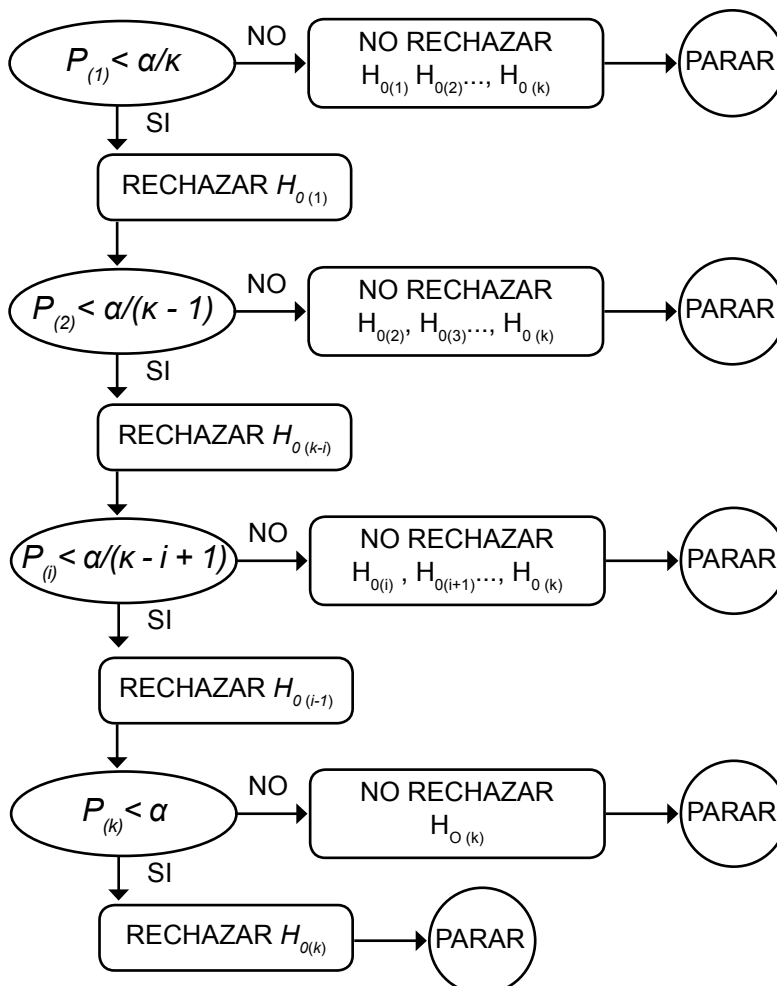 P(1) < α/κ
NO
NO RECHAZAR
H0(1) H0(2)..., H0 (k)
PARAR
SI
RECHAZAR H0 (1)
P(2) < α/(κ - 1)
NO
NO RECHAZAR
H0(2), H0(3)..., H0 (k)
PARAR
SI
RECHAZAR H0 (k-i)
P(i) < α/(κ - i + 1)
NO
NO RECHAZAR
H0(i) , H0(i+1)..., H0 (k)
PARAR
SI
RECHAZAR H0 (i-1)
P(k) < α
NO
NO RECHAZAR
HO (k)
PARAR
SI
RECHAZAR H0(k)
PARAR